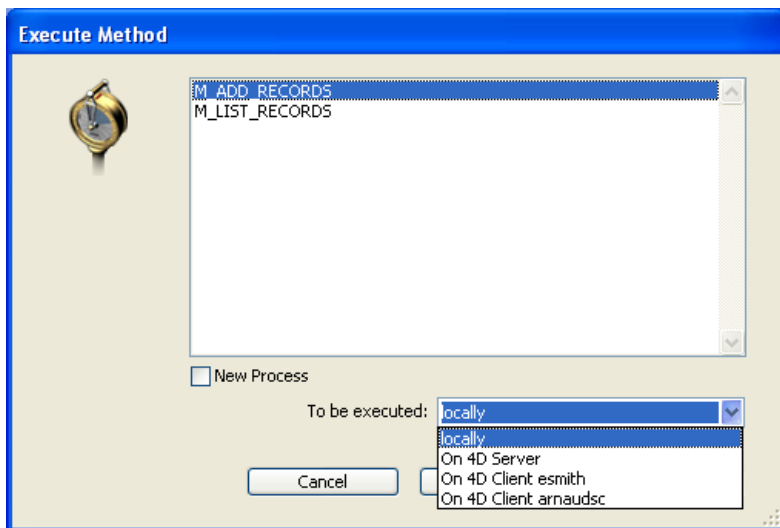 Execute Method
M_ADD_RECORDS
M_LIST_RECORDS
New Process
To be executed: locally
locally
On 4D Server
On 4D Client esmith
On 4D Client arnaudsc
Cancel